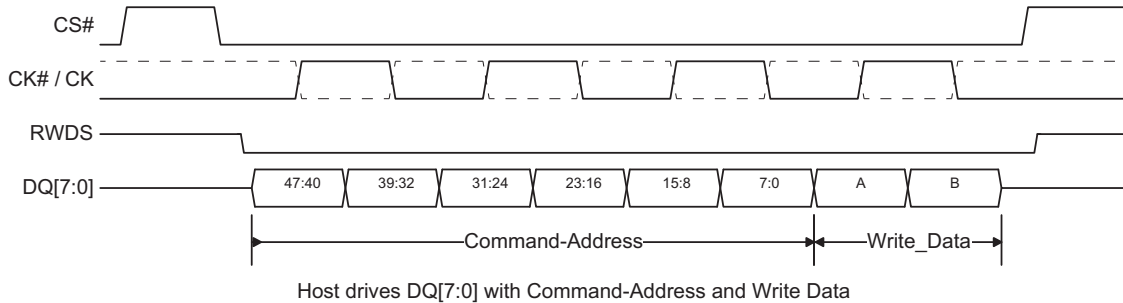 CS#
CK# / CK
RWDS
DQ[7:0] 47:40 39:32 31:24 23:16 15:8 7:0 A B
Command-Address Write_Data
Host drives DQ[7:0] with Command-Address and Write Data